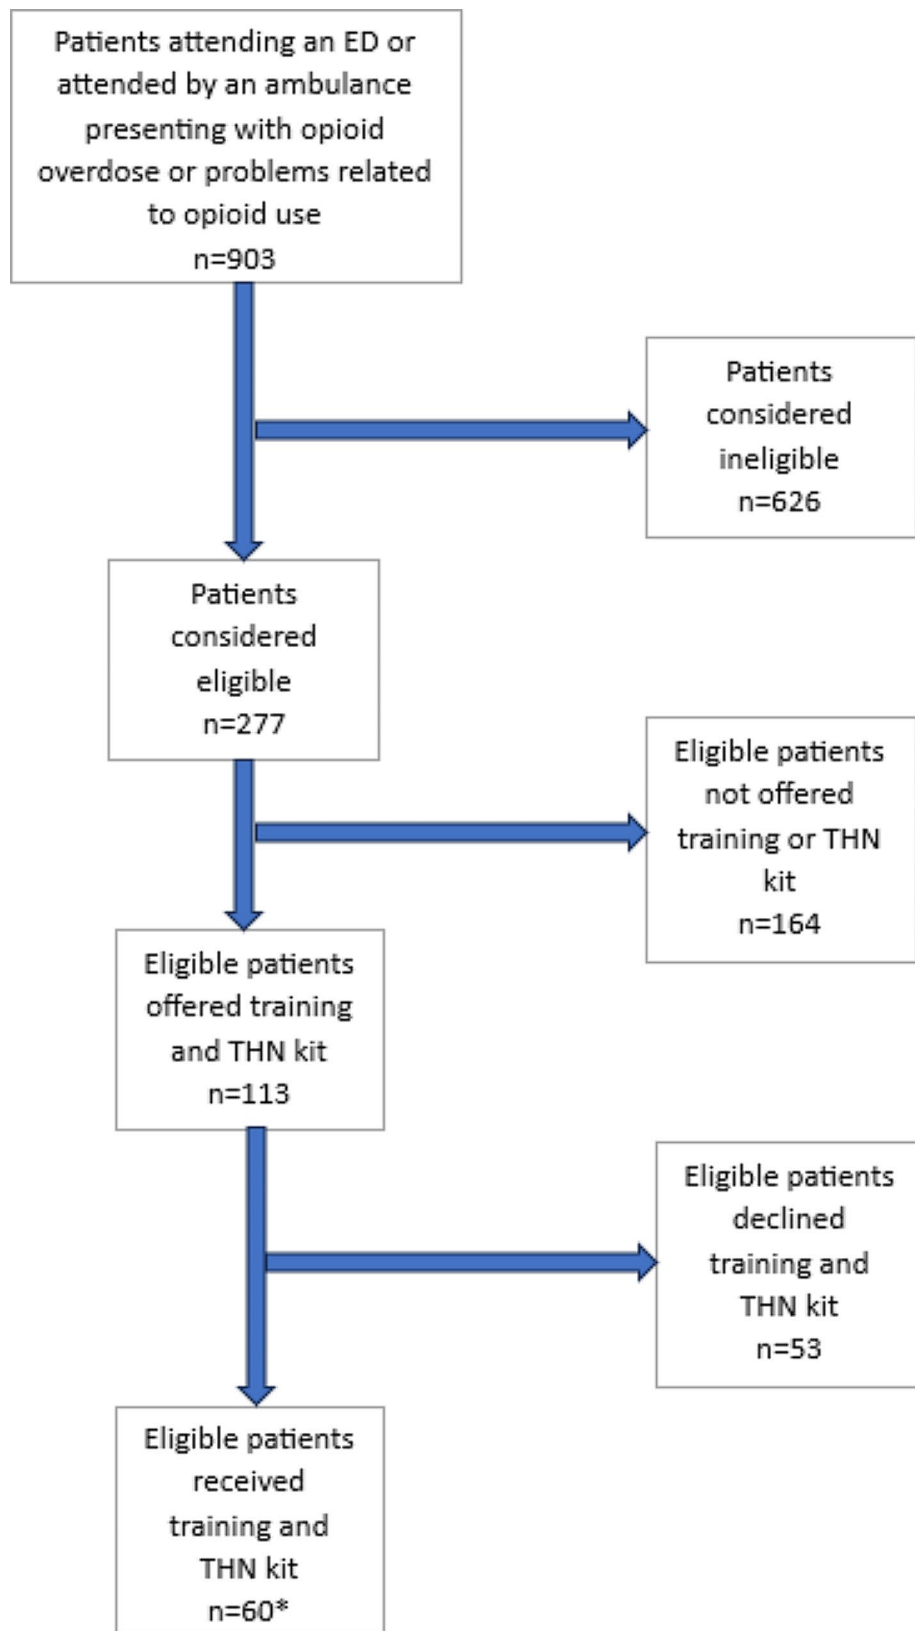 Patients attending an ED or
attended by an ambulance
presenting with opioid
overdose or problems related
to opioid use
n=903
Patients
considered
ineligible
n=626
Patients
considered
eligible
n=277
Eligible patients
not offered
training or THN
kit
n=164
Eligible patients
offered training
and THN kit
n=113
Eligible patients
declined
training and
THN kit
n=53
Eligible patients
received
training and
THN kit
n=60*